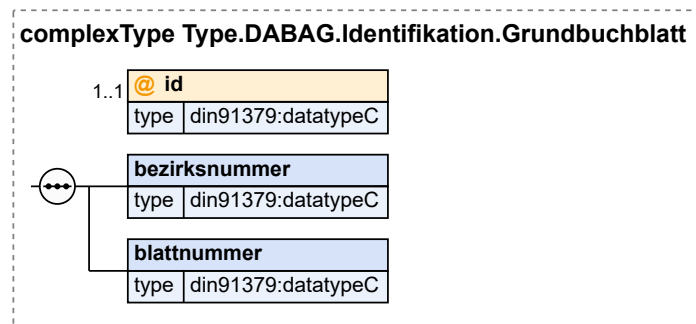 complexType Type.DABAG.Identifikation.Grundbuchblatt
1..1 @ id
type din91379:datatypeC
bezirksnummer
type din91379:datatypeC
blattnummer
type din91379:datatypeC